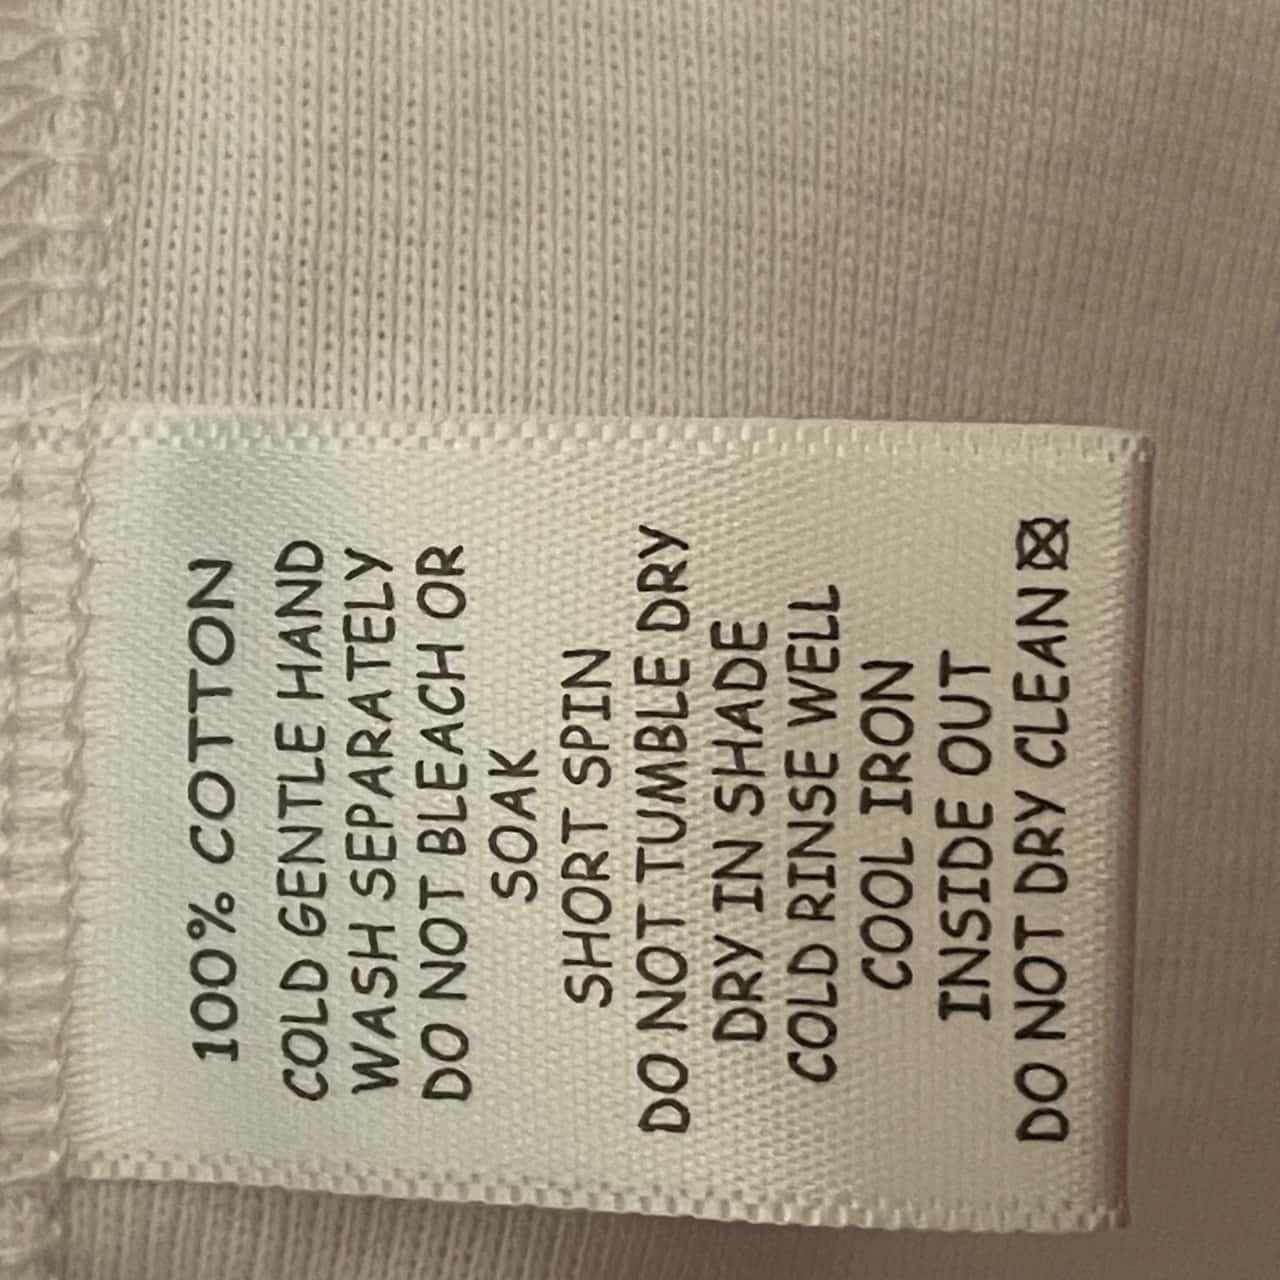 100% COTTON
COLD GENTLE HAND
WASH SEPARATELY
DO NOT BLEACH OR
SOAK
SHORT SPIN
DO NOT TUMBLE DRY
DRY IN SHADE
COLD RINSE WELL
COOL IRON
INSIDE OUT
DO NOT DRY CLEAN